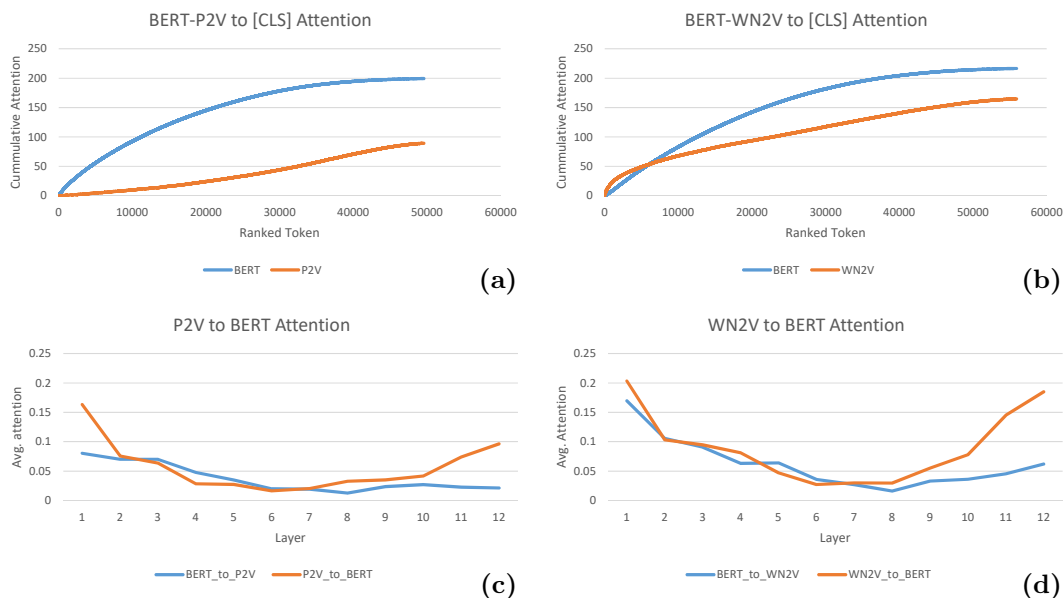 BERT-P2V to [CLS] Attention
250
200
150
100
50
0
0 10000 20000 30000 40000 50000 60000
Cummulative Attention
Ranked Token
BERT P2V
(a)
BERT-WN2V to [CLS] Attention
250
200
150
100
50
0
0 10000 20000 30000 40000 50000 60000
Cummulative Attention
Ranked Token
BERT WN2V
(b)
P2V to BERT Attention
0.25
0.2
0.15
0.1
0.05
0
1 2 3 4 5 6 7 8 9 10 11 12
Avg. attention
Layer
BERT_to_P2V P2V_to_BERT
(c)
WN2V to BERT Attention
0.25
0.2
0.15
0.1
0.05
0
1 2 3 4 5 6 7 8 9 10 11 12
Avg. Attention
Layer
BERT_to_WN2V WN2V_to_BERT
(d)